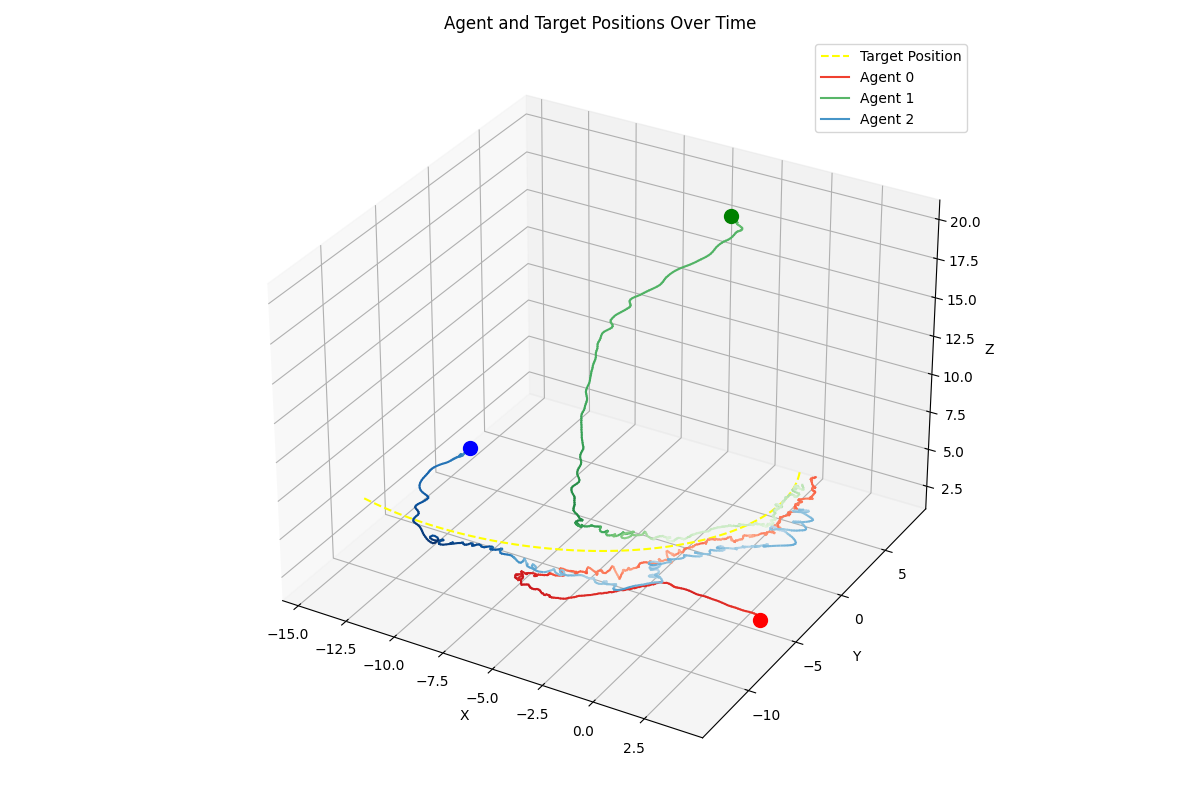 Agent and Target Positions Over Time
Target Position
Agent 0
Agent 1
Agent 2
20.0
17.5
15.0
12.5
10.0
7.5
5.0
2.5
Z
5
0
−5
−10
Y
−15.0
−12.5
−10.0
−7.5
−5.0
−2.5
0.0
2.5
X